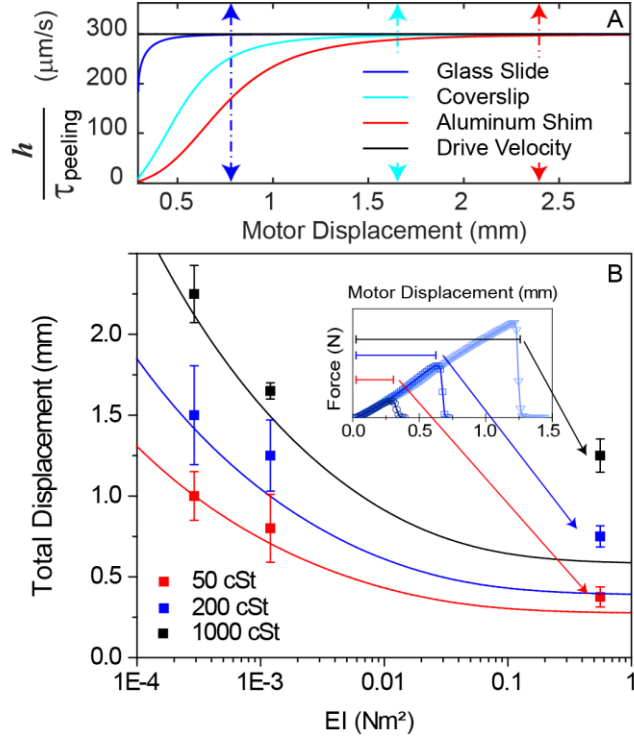 A
h
τpeeling
(μm/s)
300
200
100
0
Glass Slide
Coverslip
Aluminum Shim
Drive Velocity
0.5
1
1.5
2
2.5
Motor Displacement (mm)
B
Total Displacement (mm)
2.0
1.5
1.0
0.5
0.0
Motor Displacement (mm)
Force (N)
0.0
0.5
1.0
1.5
50 cSt
200 cSt
1000 cSt
1E-4
1E-3
0.01
0.1
1
EI (Nm²)